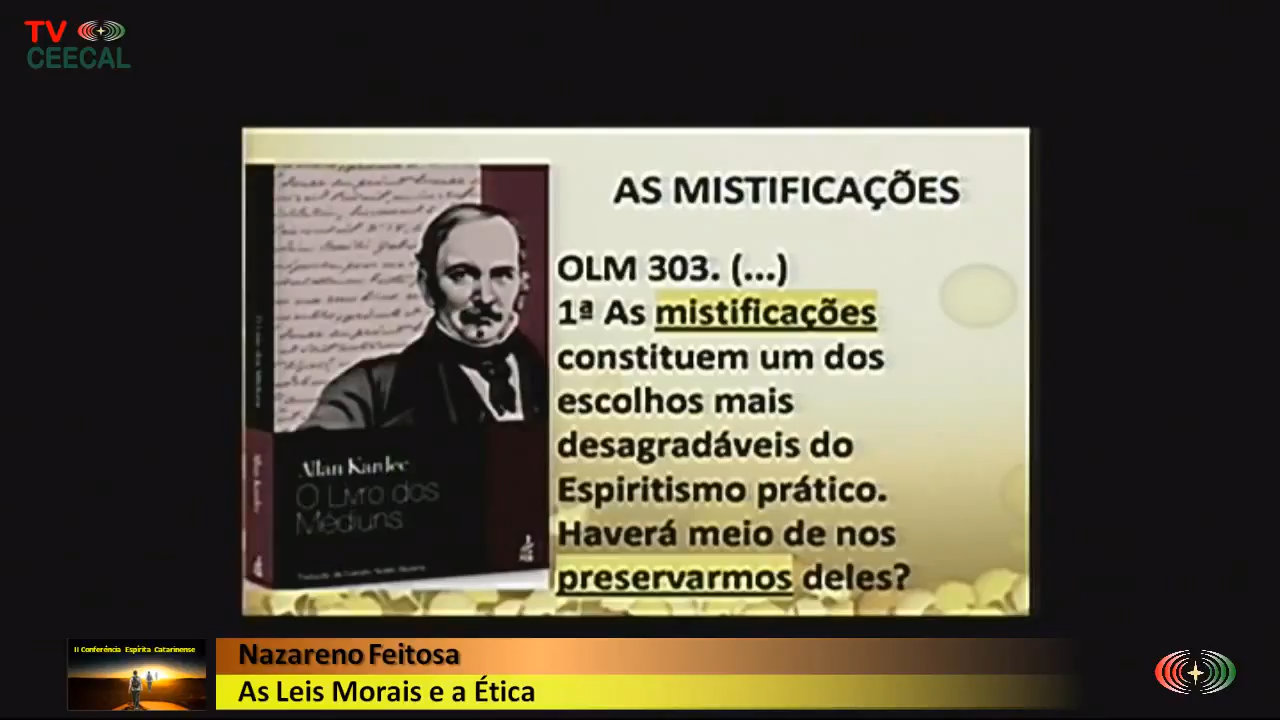 TV
CEECAL
AS MISTIFICAÇÕES
OLM 303. (...)
1ª As mistificações
constituem um dos
escolhos mais
desagradáveis do
Espiritismo prático.
Haverá meio de nos
preservarmos deles?
Allan Kardec
O Livro dos
Médiuns
II Conferência Espírita Catarinense
Nazareno Feitosa
As Leis Morais e a Ética